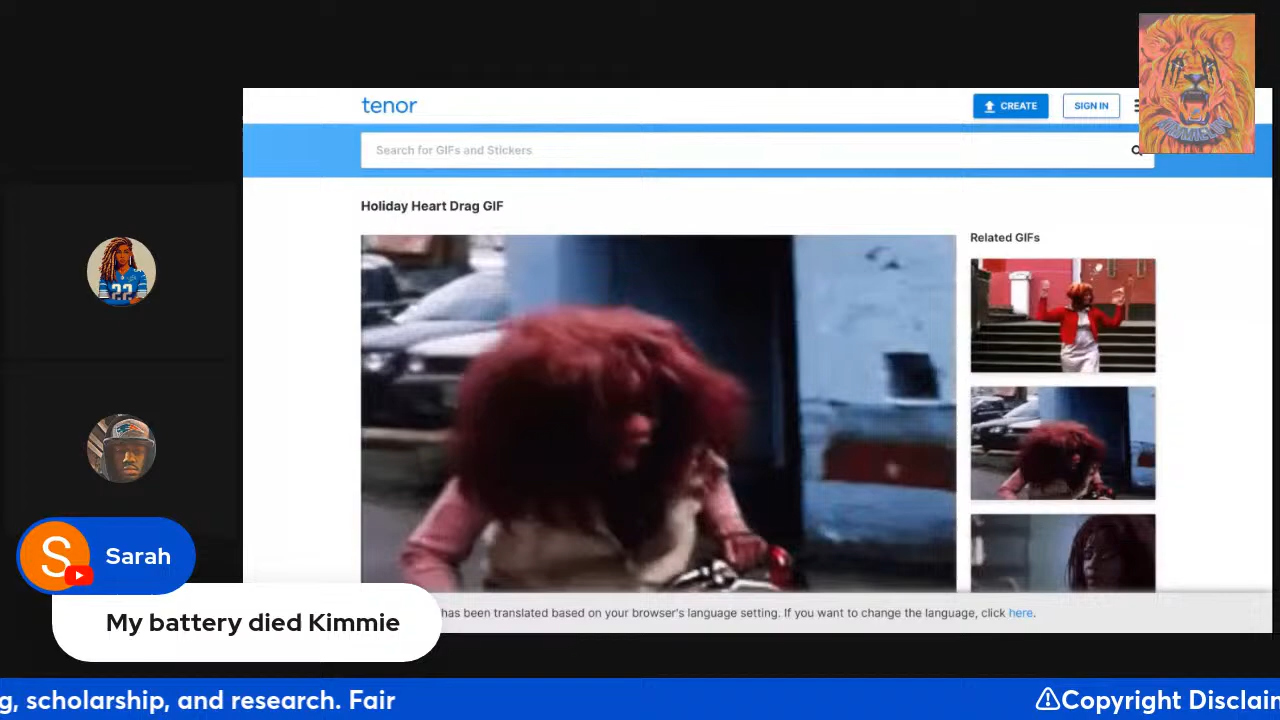 tenor
CREATE
SIGN IN
Search for GIFs and Stickers
Holiday Heart Drag GIF
Related GIFs
22
S
Sarah
My battery died Kimmie
has been translated based on your browser's language setting. If you want to change the language, click here.
g, scholarship, and research. Fair
⚠Copyright Disclain